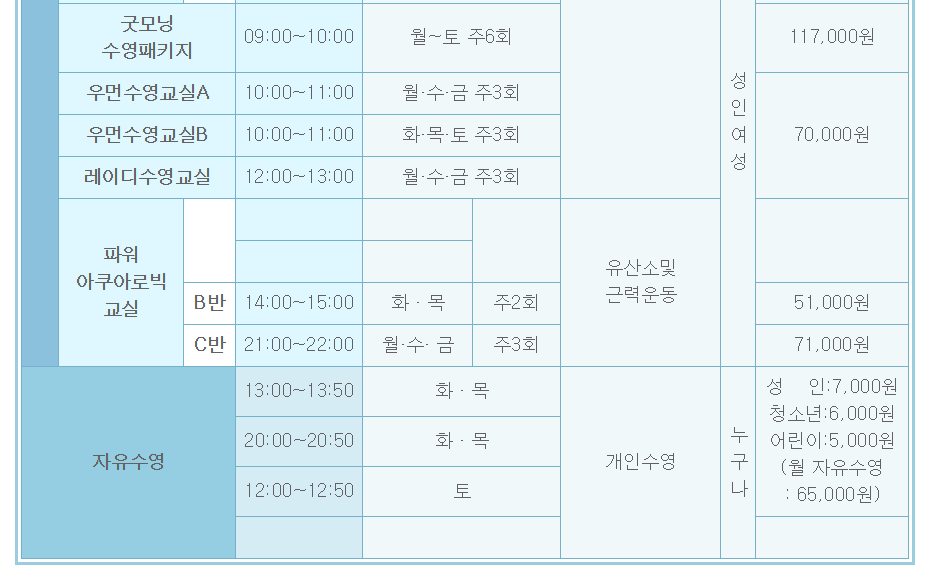 굿모닝
수영패키지
09:00~10:00
월~토 주6회
117,000원
우먼수영교실A
10:00~11:00
월·수·금 주3회
성
인
여
성
70,000원
우먼수영교실B
10:00~11:00
화·목·토 주3회
레이디수영교실
12:00~13:00
월·수·금 주3회
파워
아쿠아로빅
교실
유산소및
근력운동
B반
14:00~15:00
화 · 목
주2회
51,000원
C반
21:00~22:00
월·수· 금
주3회
71,000원
자유수영
13:00~13:50
화 · 목
20:00~20:50
화 · 목
12:00~12:50
토
개인수영
누
구
나
성 인:7,000원
청소년:6,000원
어린이:5,000원
(월 자유수영
: 65,000원)